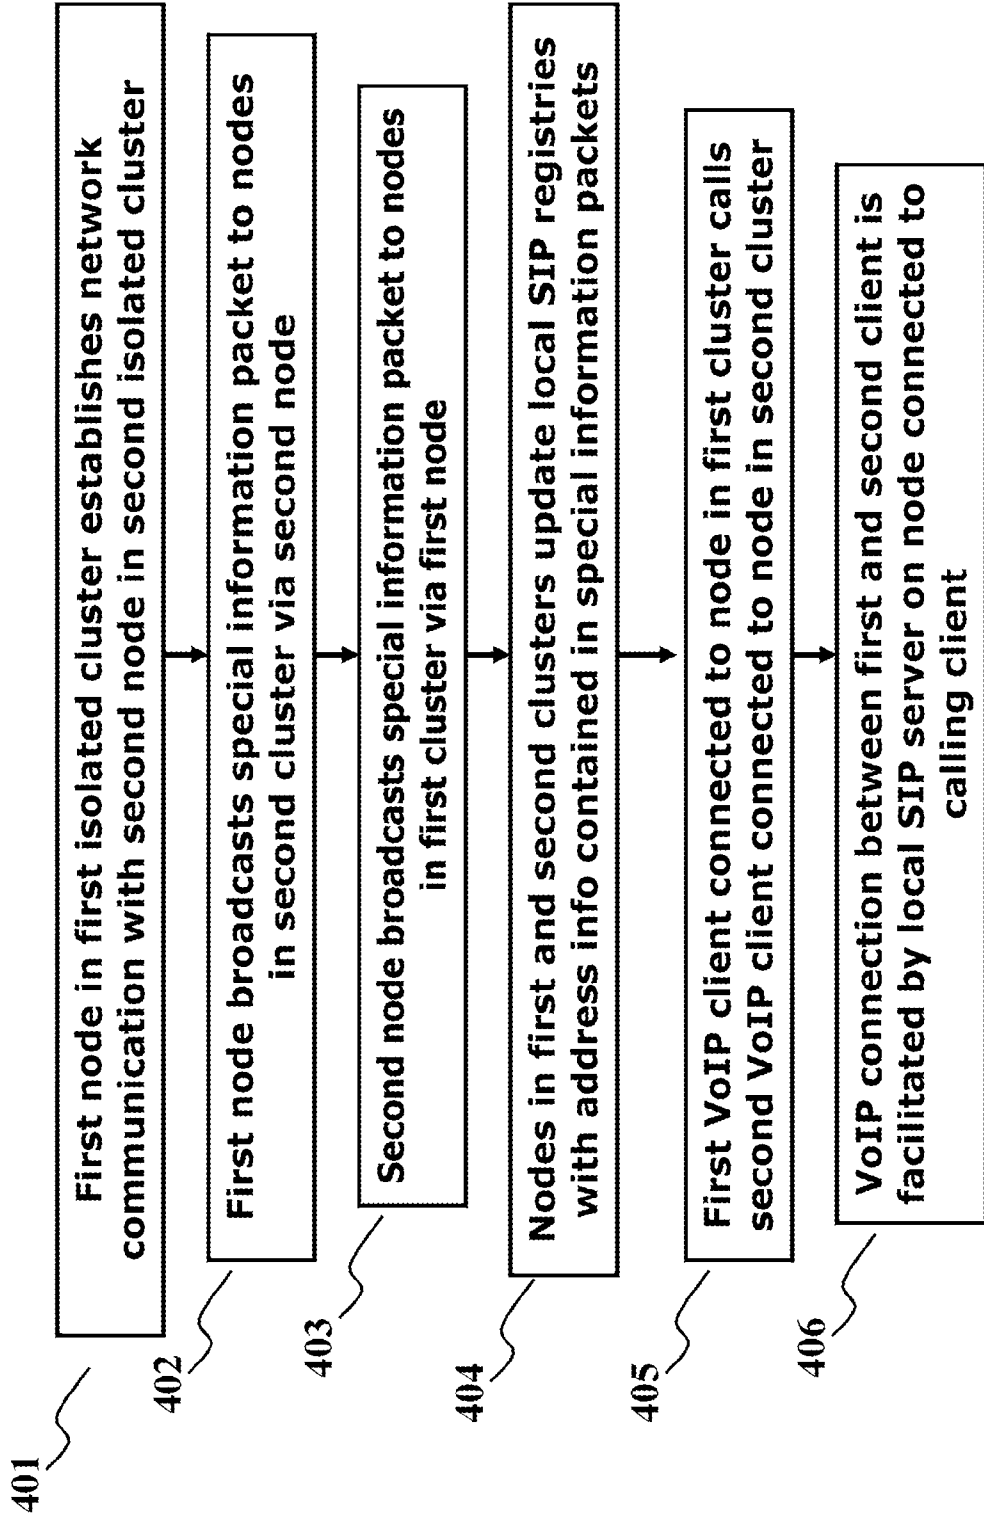 401
First node in first isolated cluster establishes network
communication with second node in second isolated cluster
402
First node broadcasts special information packet to nodes
in second cluster via second node
403
Second node broadcasts special information packet to nodes
in first cluster via first node
404
Nodes in first and second clusters update local SIP registries
with address info contained in special information packets
405
First VoIP client connected to node in first cluster calls
second VoIP client connected to node in second cluster
406
VoIP connection between first and second client is
facilitated by local SIP server on node connected to
calling client